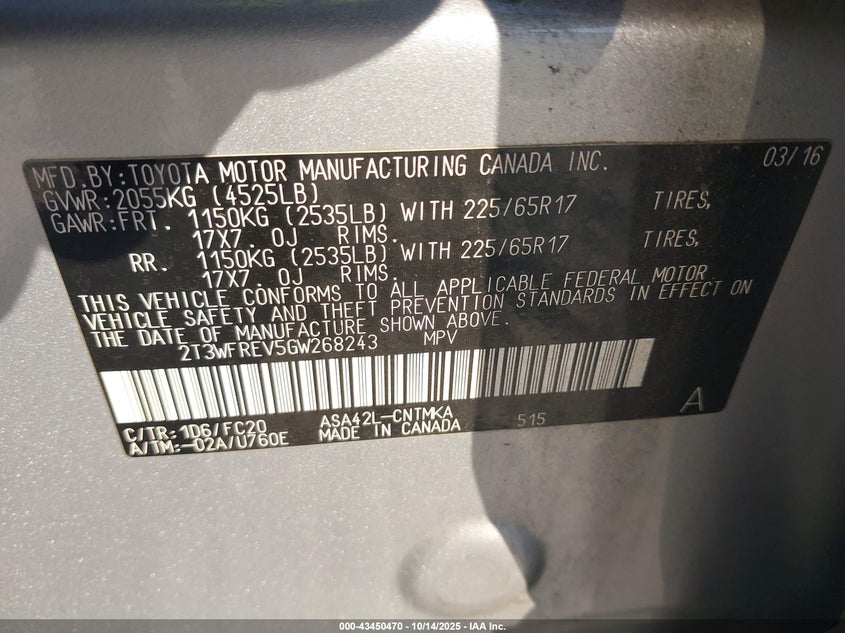 MFD.BY:TOYOTA MOTOR MANUFACTURING CANADA INC. 03/16
GVWR:2055KG (4525LB)
GAWR:FRT. 1150KG (2535LB) WITH 225/65R17 TIRES,
17X7. 0J RIMS.
RR. 1150KG (2535LB) WITH 225/65R17 TIRES,
17X7. 0J RIMS.
THIS VEHICLE CONFORMS TO ALL APPLICABLE FEDERAL MOTOR
VEHICLE SAFETY AND THEFT PREVENTION STANDARDS IN EFFECT ON
THE DATE OF MANUFACTURE SHOWN ABOVE.
2T3WFREV5GW268243 MPV
C/TR:1D6/FC20 ASA42L-CNTMKA 515 A
A/TM:-02A/U760E MADE IN CANADA
000-43450470 | 10/14/2025 | IAA Inc.